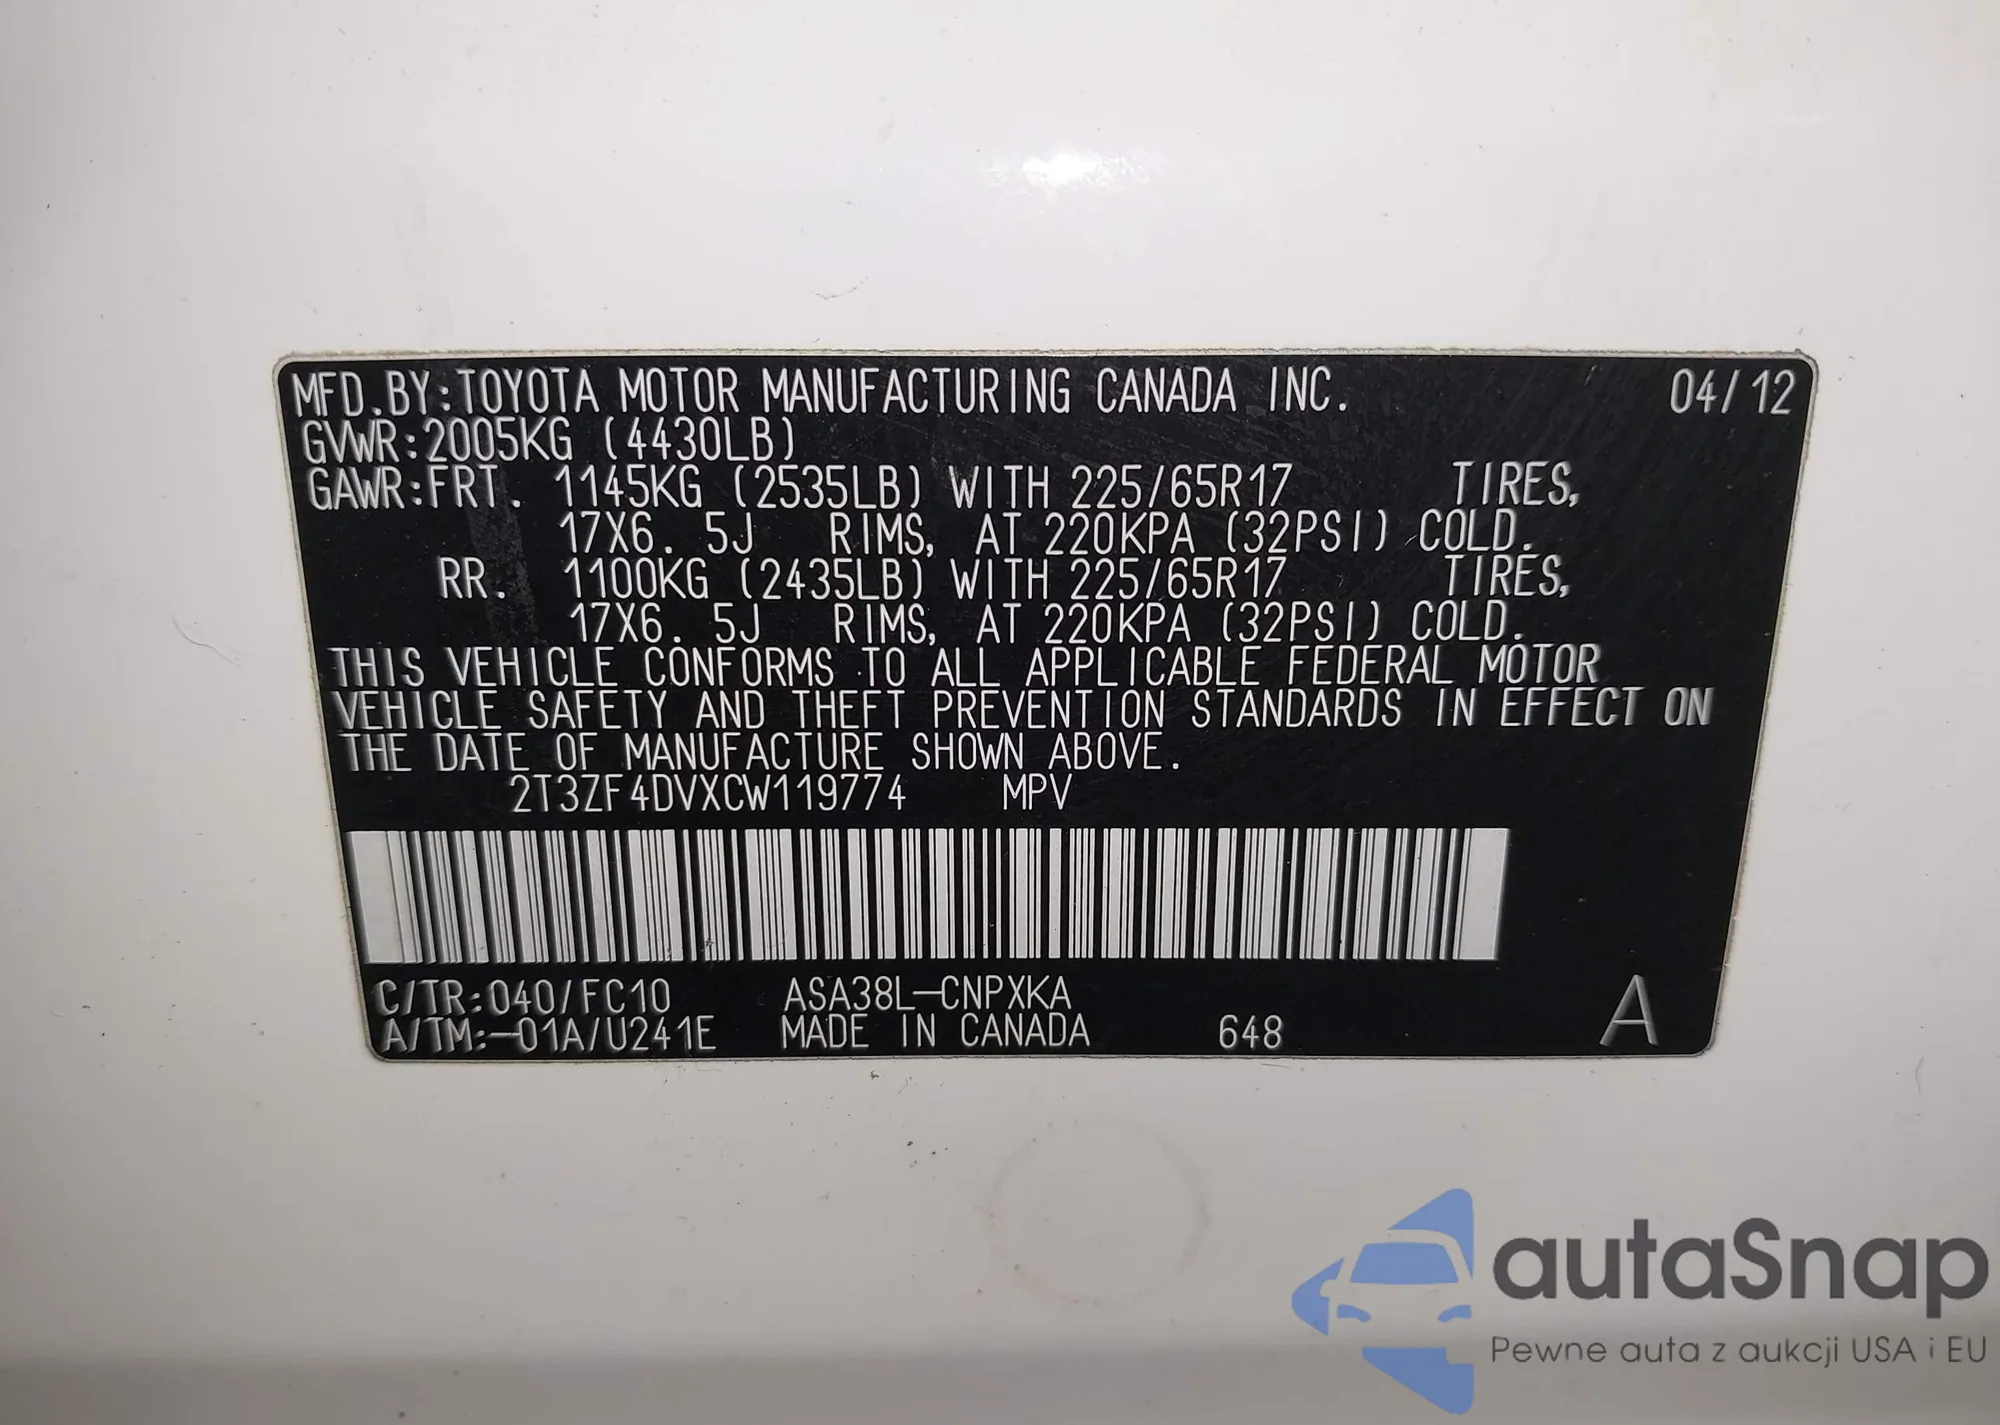 MFD.BY:TOYOTA MOTOR MANUFACTURING CANADA INC. 04/12
GVWR:2005KG (4430LB)
GAWR:FRT. 1145KG (2535LB) WITH 225/65R17 TIRES,
17X6.5J RIMS, AT 220KPA (32PSI) COLD.
RR. 1100KG (2435LB) WITH 225/65R17 TIRES,
17X6.5J RIMS, AT 220KPA (32PSI) COLD.
THIS VEHICLE CONFORMS TO ALL APPLICABLE FEDERAL MOTOR
VEHICLE SAFETY AND THEFT PREVENTION STANDARDS IN EFFECT ON
THE DATE OF MANUFACTURE SHOWN ABOVE.
2T3ZF4DVXCW119774 MPV
C/TR:040/FC10 ASA38L-CNPXKA
A/TM:-01A/U241E MADE IN CANADA 648 A
autaSnap
Pewne auta z aukcji USA i EU